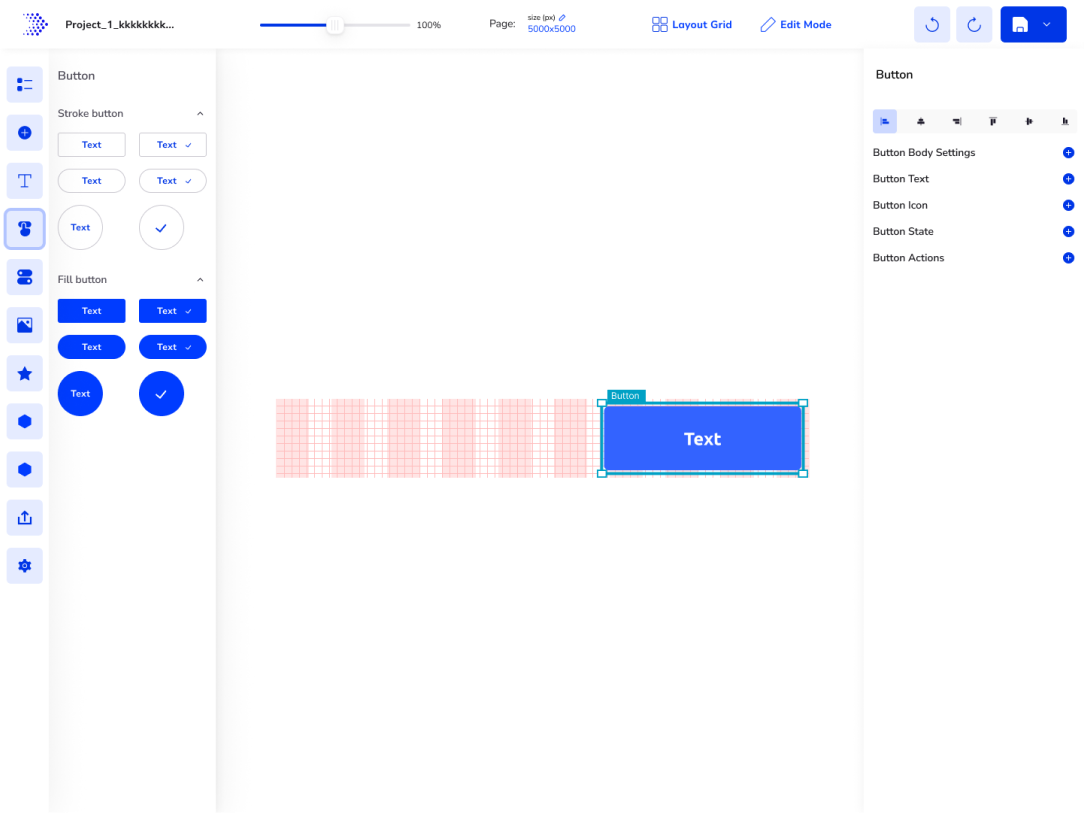 Project_1_kkkkkkkk...
100%
Page:
size (px)
5000x5000
Layout Grid
Edit Mode
Button
Stroke button
Text
Text
Text
Text
Text
Fill button
Text
Text
Text
Text
Text
Button
Text
Button
Button Body Settings
Button Text
Button Icon
Button State
Button Actions